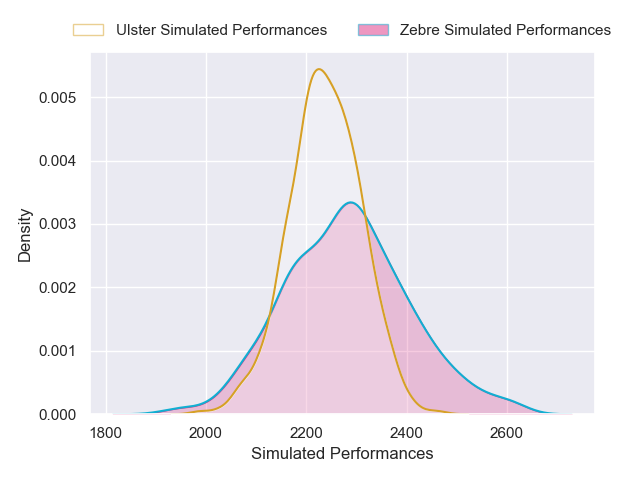 Ulster Simulated Performances
Zebre Simulated Performances
0.005
0.004
0.003
0.002
0.001
0.000
Density
1800
2000
2200
2400
2600
Simulated Performances